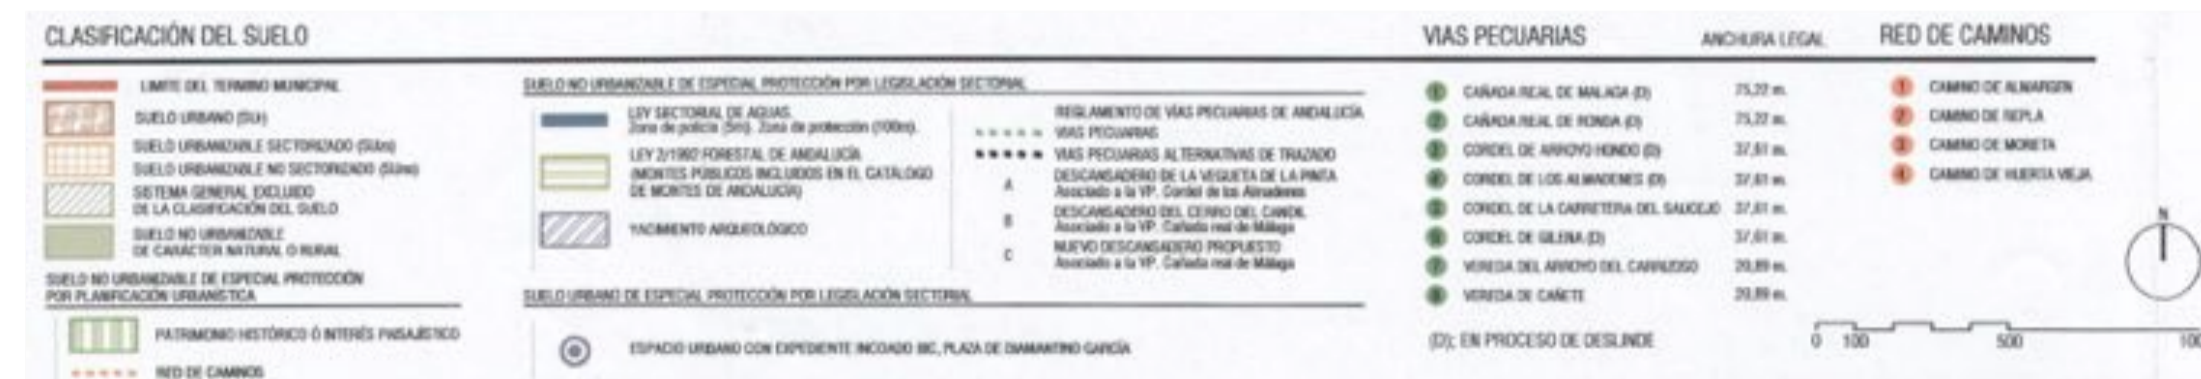 CLASIFICACIÓN DEL SUELO
LIMITE DEL TERMINO MUNICIPAL
SUELO URBANO (SU)
SUELO URBANIZABLE SECTORIZADO (SUzs)
SUELO URBANIZABLE NO SECTORIZADO (SUzns)
SISTEMA GENERAL EXCLUIDO
DE LA CLASIFICACIÓN DEL SUELO
SUELO NO URBANIZABLE
DE CARÁCTER NATURAL O RURAL
SUELO NO URBANIZABLE DE ESPECIAL PROTECCIÓN
POR PLANIFICACIÓN URBANÍSTICA
PATRIMONIO HISTÓRICO Ó INTERÉS PAISAJÍSTICO
RED DE CAMINOS
SUELO NO URBANIZABLE DE ESPECIAL PROTECCIÓN POR LEGISLACIÓN SECTORIAL
LEY SECTORIAL DE AGUAS.
Zona de policía (5m). Zona de protección (100m).
LEY 2/1992 FORESTAL DE ANDALUCÍA
(MONTES PÚBLICOS INCLUIDOS EN EL CATÁLOGO
DE MONTES DE ANDALUCÍA)
YACIMIENTO ARQUEOLÓGICO
REGLAMENTO DE VÍAS PECUARIAS DE ANDALUCÍA
VIAS PECUARIAS
VIAS PECUARIAS ALTERNATIVAS DE TRAZADO
A DESCANSADERO DE LA VEGUETA DE LA PINTA
Asociado a la VP. Cordel de los Almadenes
B DESCANSADERO DEL CERRO DEL CANDIL
Asociado a la VP. Cañada real de Málaga
C NUEVO DESCANSADERO PROPUESTO
Asociado a la VP. Cañada real de Málaga
SUELO URBANO DE ESPECIAL PROTECCIÓN POR LEGISLACIÓN SECTORIAL
ESPACIO URBANO CON EXPEDIENTE INCOADO BIC, PLAZA DE DIAMANTINO GARCÍA
VIAS PECUARIAS ANCHURA LEGAL
1 CAÑADA REAL DE MALAGA (D) 75,22 m.
2 CAÑADA REAL DE RONDA (D) 75,22 m.
3 CORDEL DE ARROYO HONDO (D) 37,61 m.
4 CORDEL DE LOS ALMADENES (D) 37,61 m.
5 CORDEL DE LA CARRETERA DEL SAUCEJO 37,61 m.
6 CORDEL DE GILENA (D) 37,61 m.
7 VEREDA DEL ARROYO DEL CARRIZOSO 20,89 m.
8 VEREDA DE CAÑETE 20,89 m.
(D); EN PROCESO DE DESLINDE
RED DE CAMINOS
1 CAMINO DE ALMARGEN
2 CAMINO DE REPLA
3 CAMINO DE MORETA
4 CAMINO DE HUERTA VIEJA
N
0 100 500 100